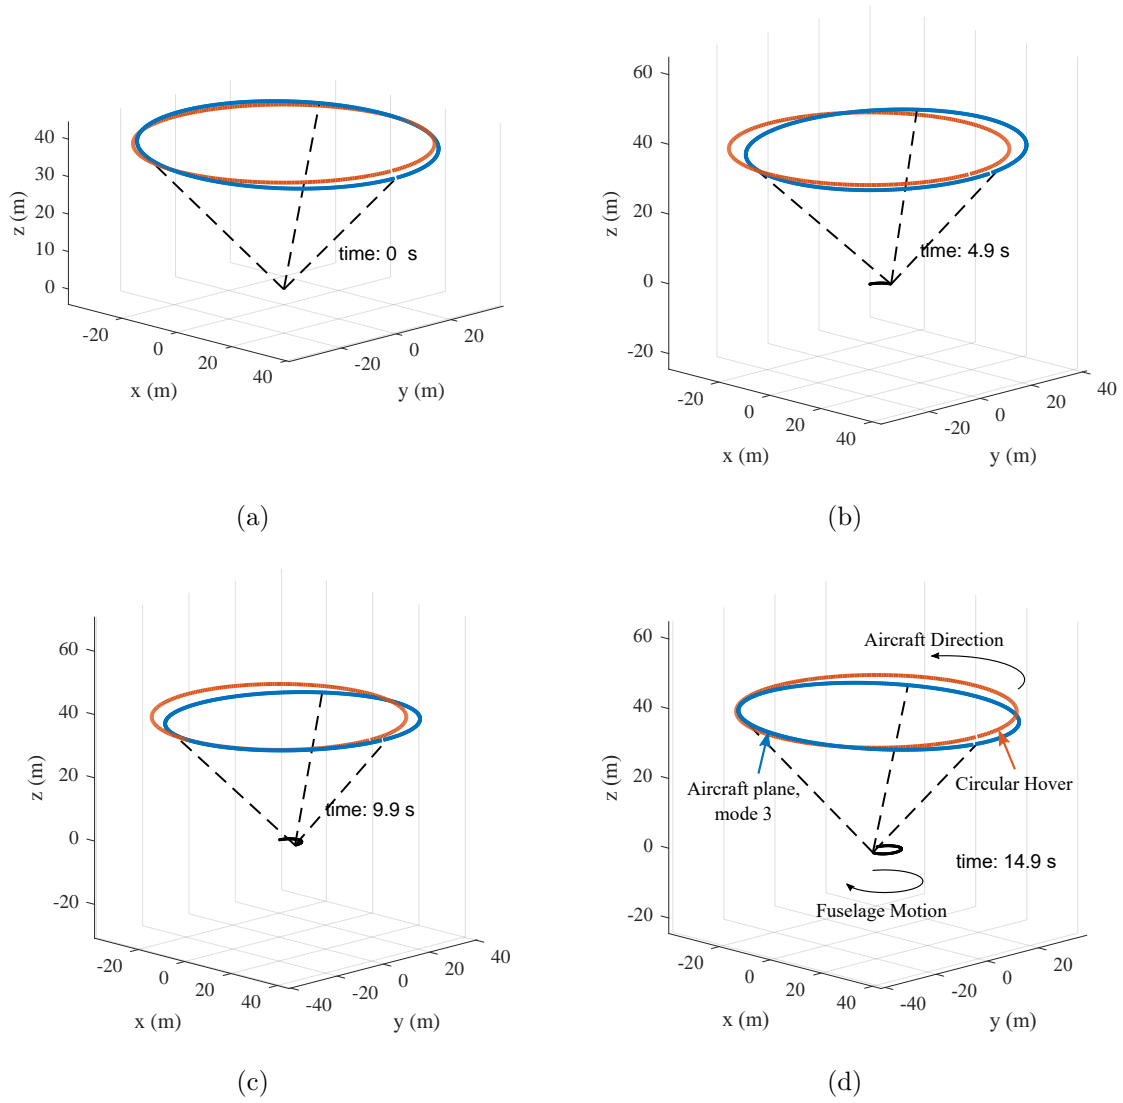 40
30
20
10
0
z (m)
time: 0 s
-20
0
20
40
x (m)
-20
0
20
y (m)
(a)
60
40
20
0
-20
z (m)
time: 4.9 s
-20
0
20
40
x (m)
-20
0
20
40
y (m)
(b)
60
40
20
0
-20
z (m)
time: 9.9 s
-20
0
20
40
x (m)
-40
-20
0
20
40
y (m)
(c)
60
40
20
0
-20
z (m)
Aircraft Direction
Aircraft plane,
mode 3
Circular Hover
time: 14.9 s
Fuselage Motion
-20
0
20
40
x (m)
-40
-20
0
20
y (m)
(d)